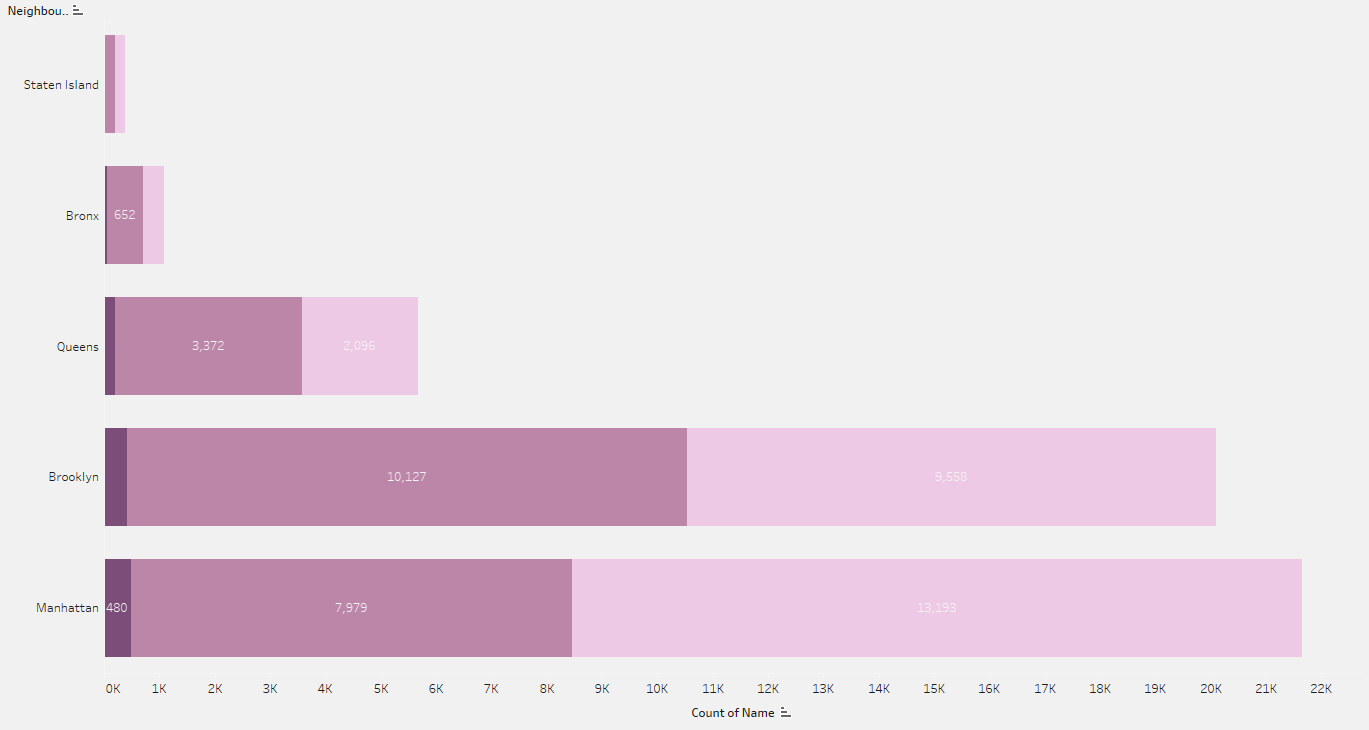 Neighbou..
Staten Island
Bronx
652
Queens
3,372
2,096
Brooklyn
10,127
9,558
Manhattan
480
7,979
13,193
0K 1K 2K 3K 4K 5K 6K 7K 8K 9K 10K 11K 12K 13K 14K 15K 16K 17K 18K 19K 20K 21K 22K
Count of Name